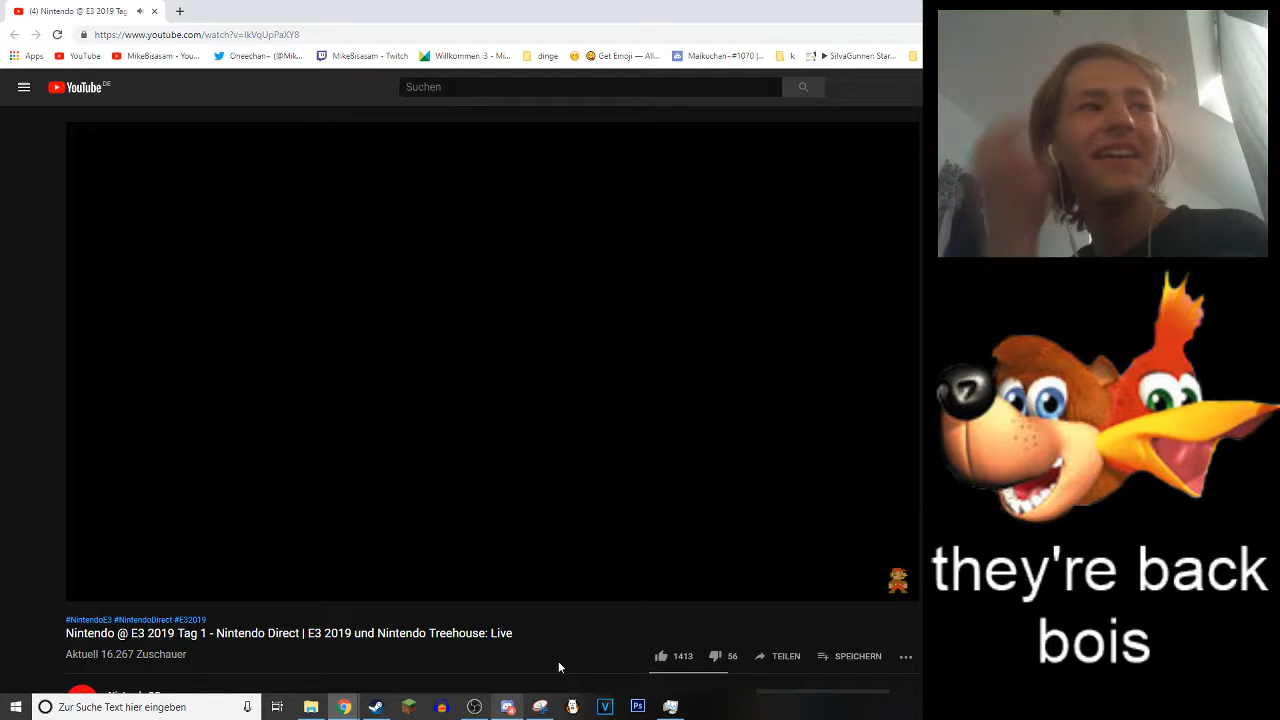 (4) Nintendo @ E3 2019 Tag
https://www.youtube.com/watch?v=IkVqUpPaXY8
Apps YouTube MikeBisasam - You... Oneechan~ (@Mik... MikeBisasam - Twitch Willkommen :3 - Mi... dinge Get Emoji — All... Maikuchan~#1070 |... k ▶ SilvaGunner: Star...
YouTube DE
Suchen
#NintendoE3 #NintendoDirect #E32019
Nintendo @ E3 2019 Tag 1 - Nintendo Direct | E3 2019 und Nintendo Treehouse: Live
Aktuell 16.267 Zuschauer
1413 56 TEILEN SPEICHERN
Zur Suche Text hier eingeben
they're back
bois